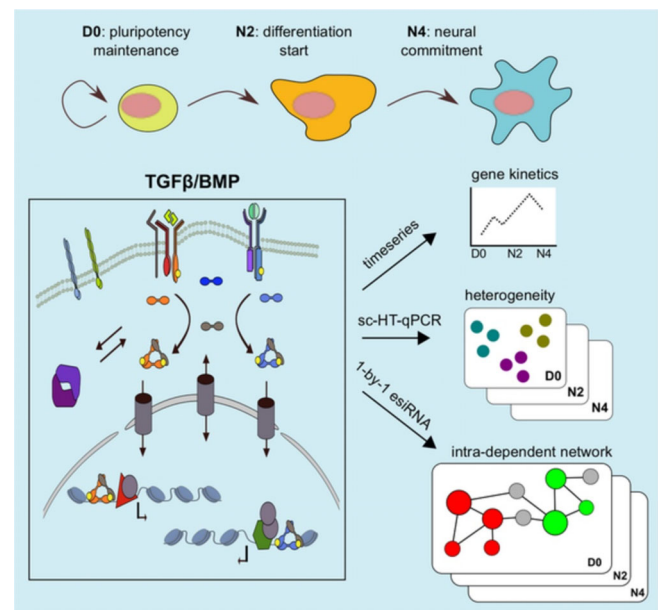 D0: pluripotency
maintenance
N2: differentiation
start
N4: neural
commitment
TGFβ/BMP
gene kinetics
timeseries
D0 N2 N4
heterogeneity
sc-HT-qPCR
D0
N2
N4
1-by-1 esiRNA
intra-dependent network
D0
N2
N4